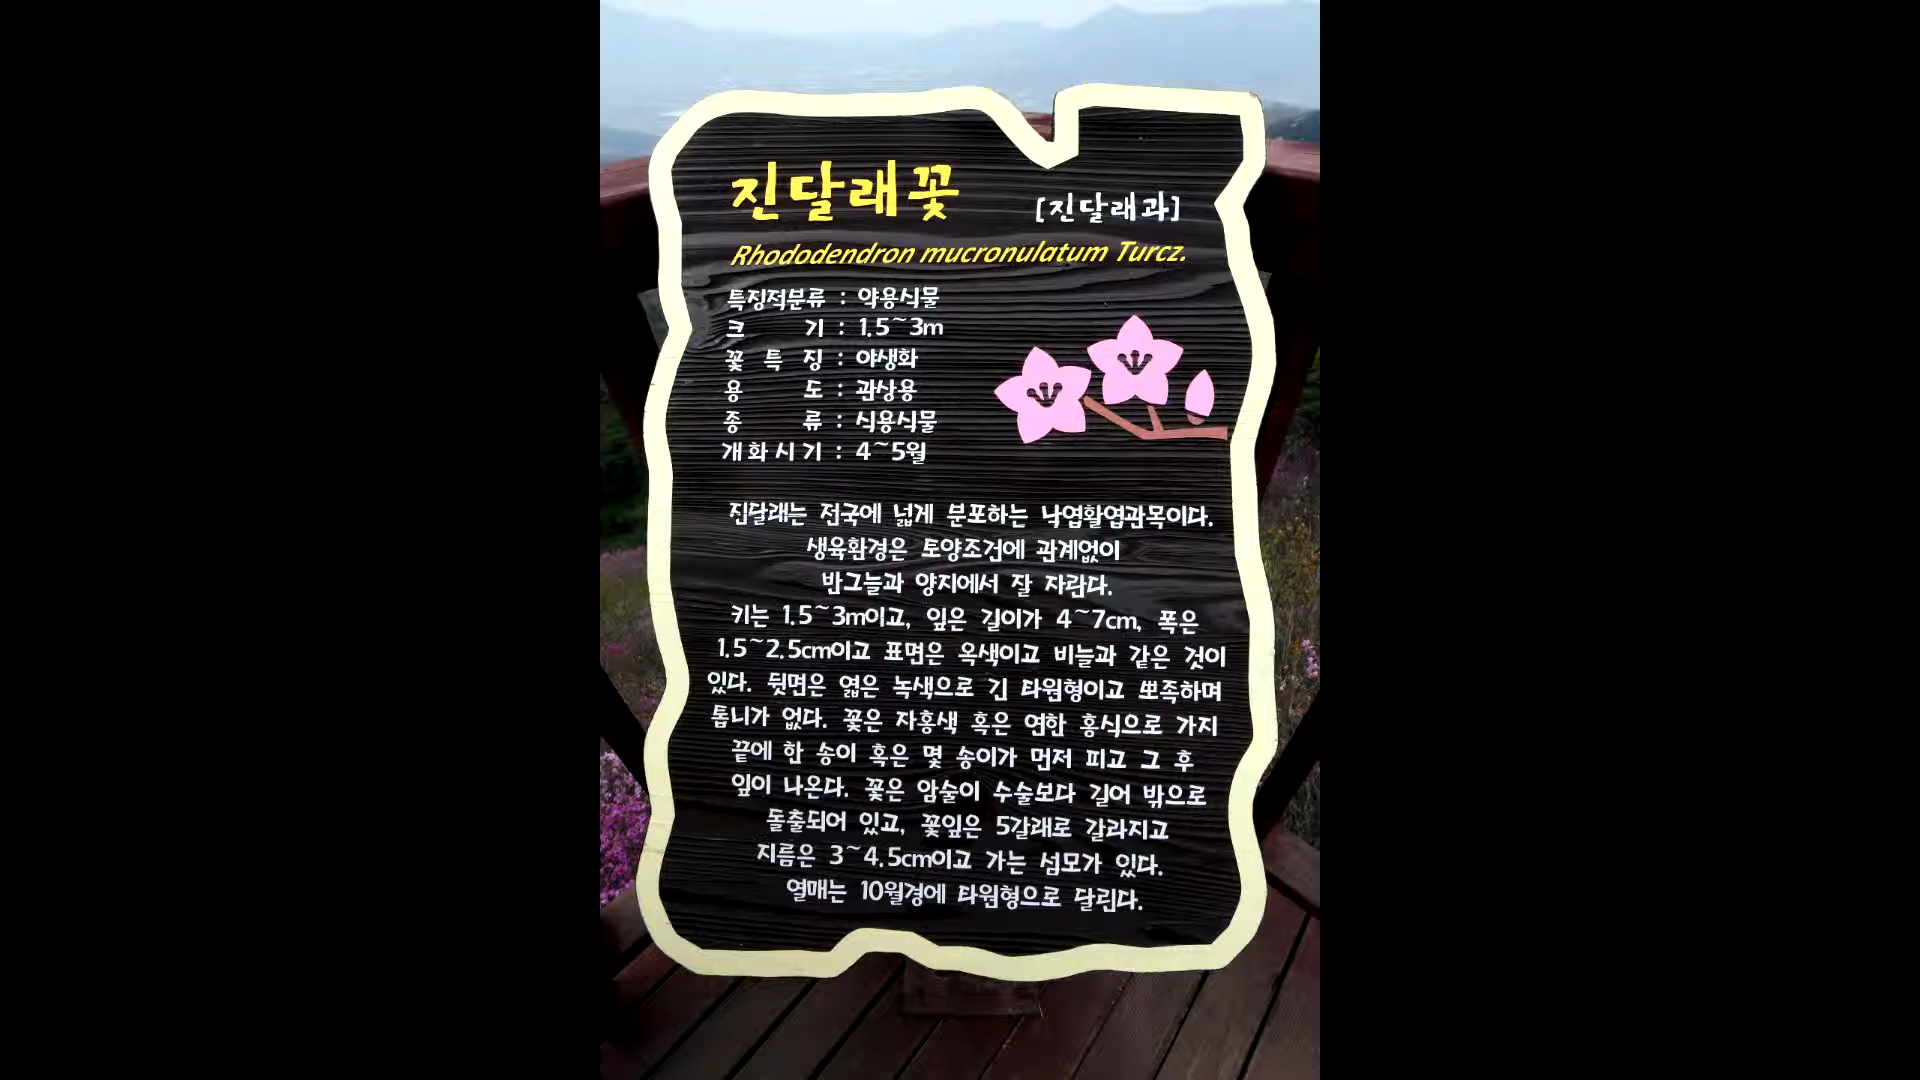 진달래꽃 [진달래과]
Rhododendron mucronulatum Turcz.
특징적분류 : 약용식물
크 기 : 1.5~3m
꽃 특 징 : 야생화
용 도 : 관상용
종 류 : 식용식물
개화시기 : 4~5월
진달래는 전국에 넓게 분포하는 낙엽활엽관목이다.
생육환경은 토양조건에 관계없이
반그늘과 양지에서 잘 자란다.
키는 1.5~3m이고, 잎은 길이가 4~7cm, 폭은
1.5~2.5cm이고 표면은 옥색이고 비늘과 같은 것이
있다. 뒷면은 엷은 녹색으로 긴 타원형이고 뾰족하며
톱니가 없다. 꽃은 자홍색 혹은 연한 홍식으로 가지
끝에 한 송이 혹은 몇 송이가 먼저 피고 그 후
잎이 나온다. 꽃은 암술이 수술보다 길어 밖으로
돌출되어 있고, 꽃잎은 5갈래로 갈라지고
지름은 3~4.5cm이고 가는 섬모가 있다.
열매는 10월경에 타원형으로 달린다.